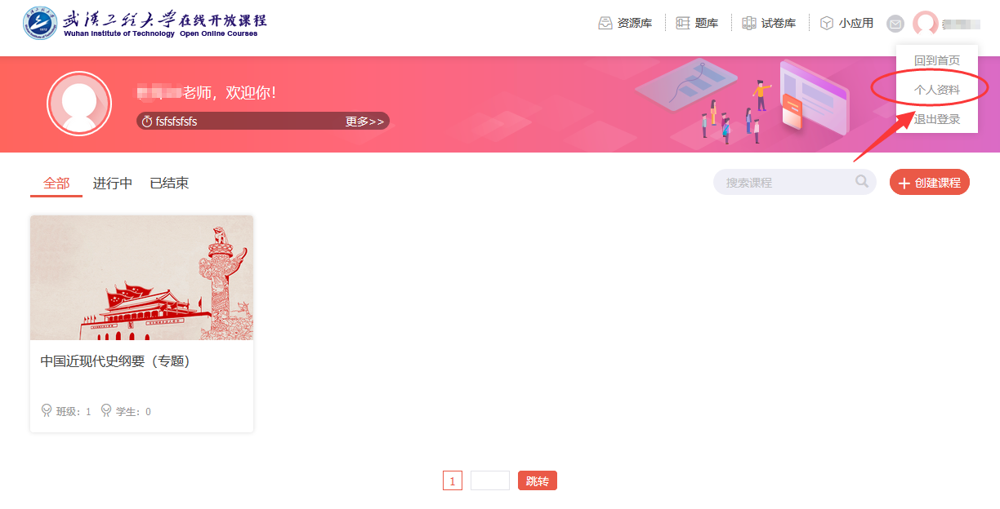 武汉工程大学在线开放课程
Wuhan Institute of Technology Open Online Courses
资源库 题库 试卷库 小应用
回到首页
个人资料
退出登录
老师，欢迎你！
fsfsfsfsfs 更多>>
全部 进行中 已结束 搜索课程 创建课程
中国近现代史纲要（专题）
班级：1 学生：0
1 跳转